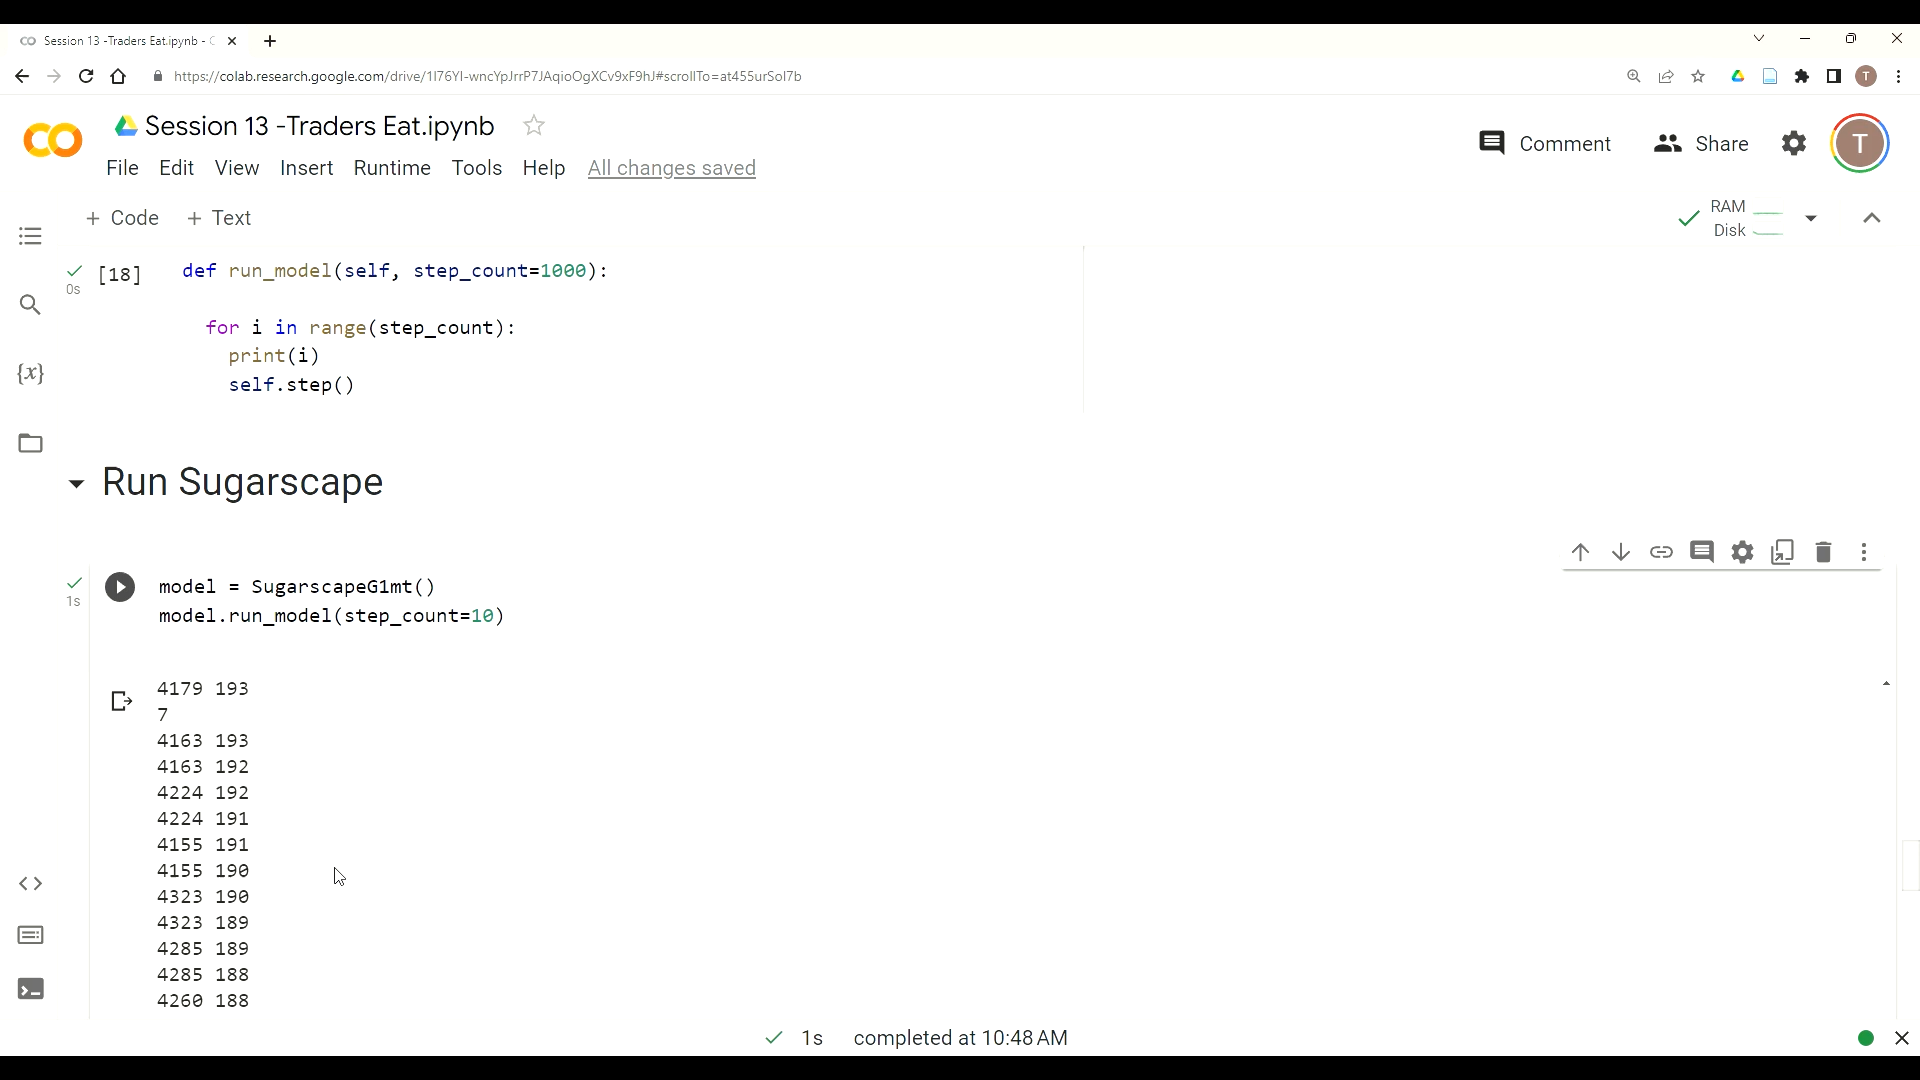 Session 13 -Traders Eat.ipynb - C
https://colab.research.google.com/drive/1I76YI-wncYpJrrP7JAqioOgXCv9xF9hJ#scrollTo=at455urSol7b
T
CO
Session 13 -Traders Eat.ipynb
Comment
Share
T
File Edit View Insert Runtime Tools Help All changes saved
+ Code + Text
RAM
Disk
0s
[18]
def run_model(self, step_count=1000):
for i in range(step_count):
print(i)
self.step()
{x}
Run Sugarscape
1s
model = SugarscapeG1mt()
model.run_model(step_count=10)
4179 193
7
4163 193
4163 192
4224 192
4224 191
4155 191
4155 190
4323 190
4323 189
4285 189
4285 188
4260 188
1s completed at 10:48 AM